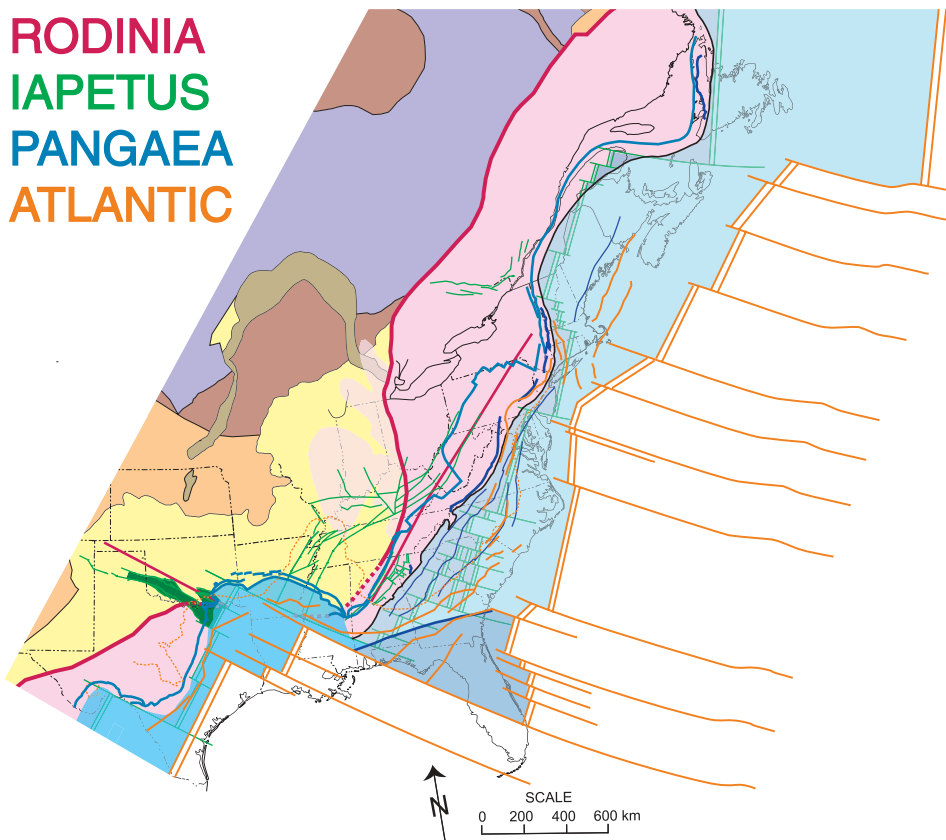 RODINIA
IAPETUS
PANGAEA
ATLANTIC
N
SCALE
0 200 400 600 km